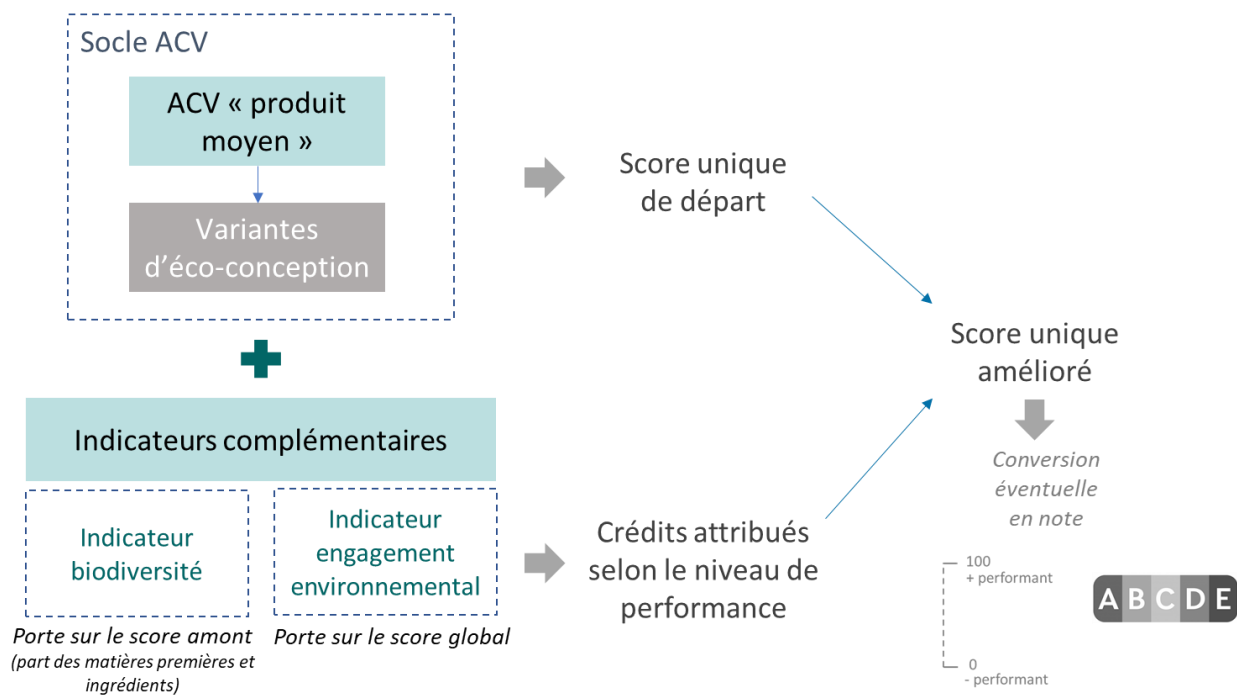 Socle ACV
ACV « produit
moyen »
Variantes
d’éco-conception
Score unique
de départ
Indicateurs complémentaires
Indicateur
biodiversité
Indicateur
engagement
environnemental
Porte sur le score amont
(part des matières premières et
ingrédients)
Porte sur le score global
Crédits attribués
selon le niveau de
performance
Score unique
amélioré
Conversion
éventuelle
en note
100
+ performant
0
- performant
A B C D E